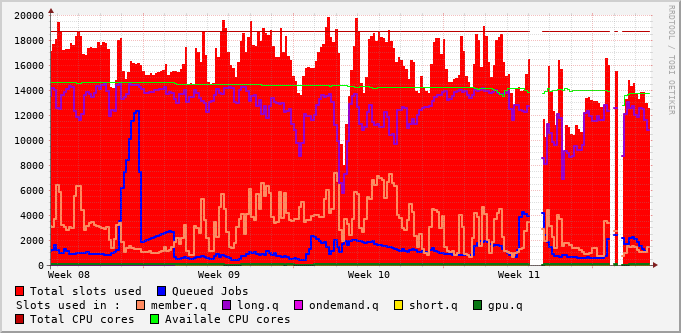 20000
18000
16000
14000
12000
10000
8000
6000
4000
2000
0
Week 08 Week 09 Week 10 Week 11
RRDTOOL / TOBI OETIKER
Total slots used Queued Jobs
Slots used in : member.q long.q ondemand.q short.q gpu.q
Total CPU cores Availale CPU cores